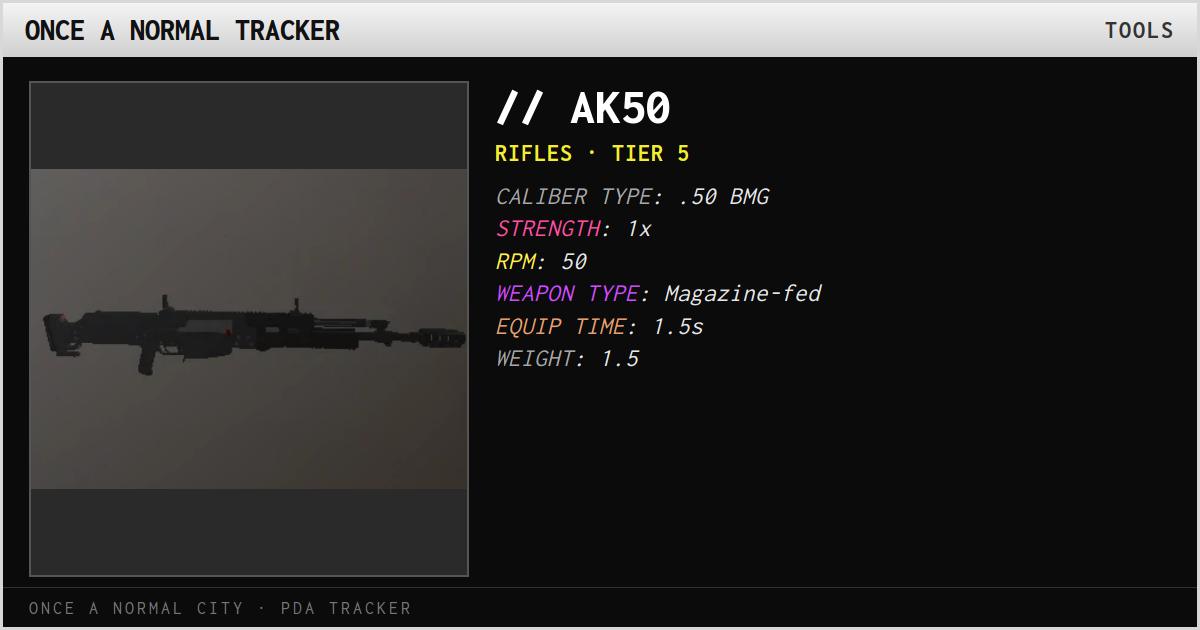 ONCE A NORMAL TRACKER
TOOLS
// AK50
RIFLES · TIER 5
CALIBER TYPE: .50 BMG
STRENGTH: 1x
RPM: 50
WEAPON TYPE: Magazine-fed
EQUIP TIME: 1.5s
WEIGHT: 1.5
ONCE A NORMAL CITY · PDA TRACKER